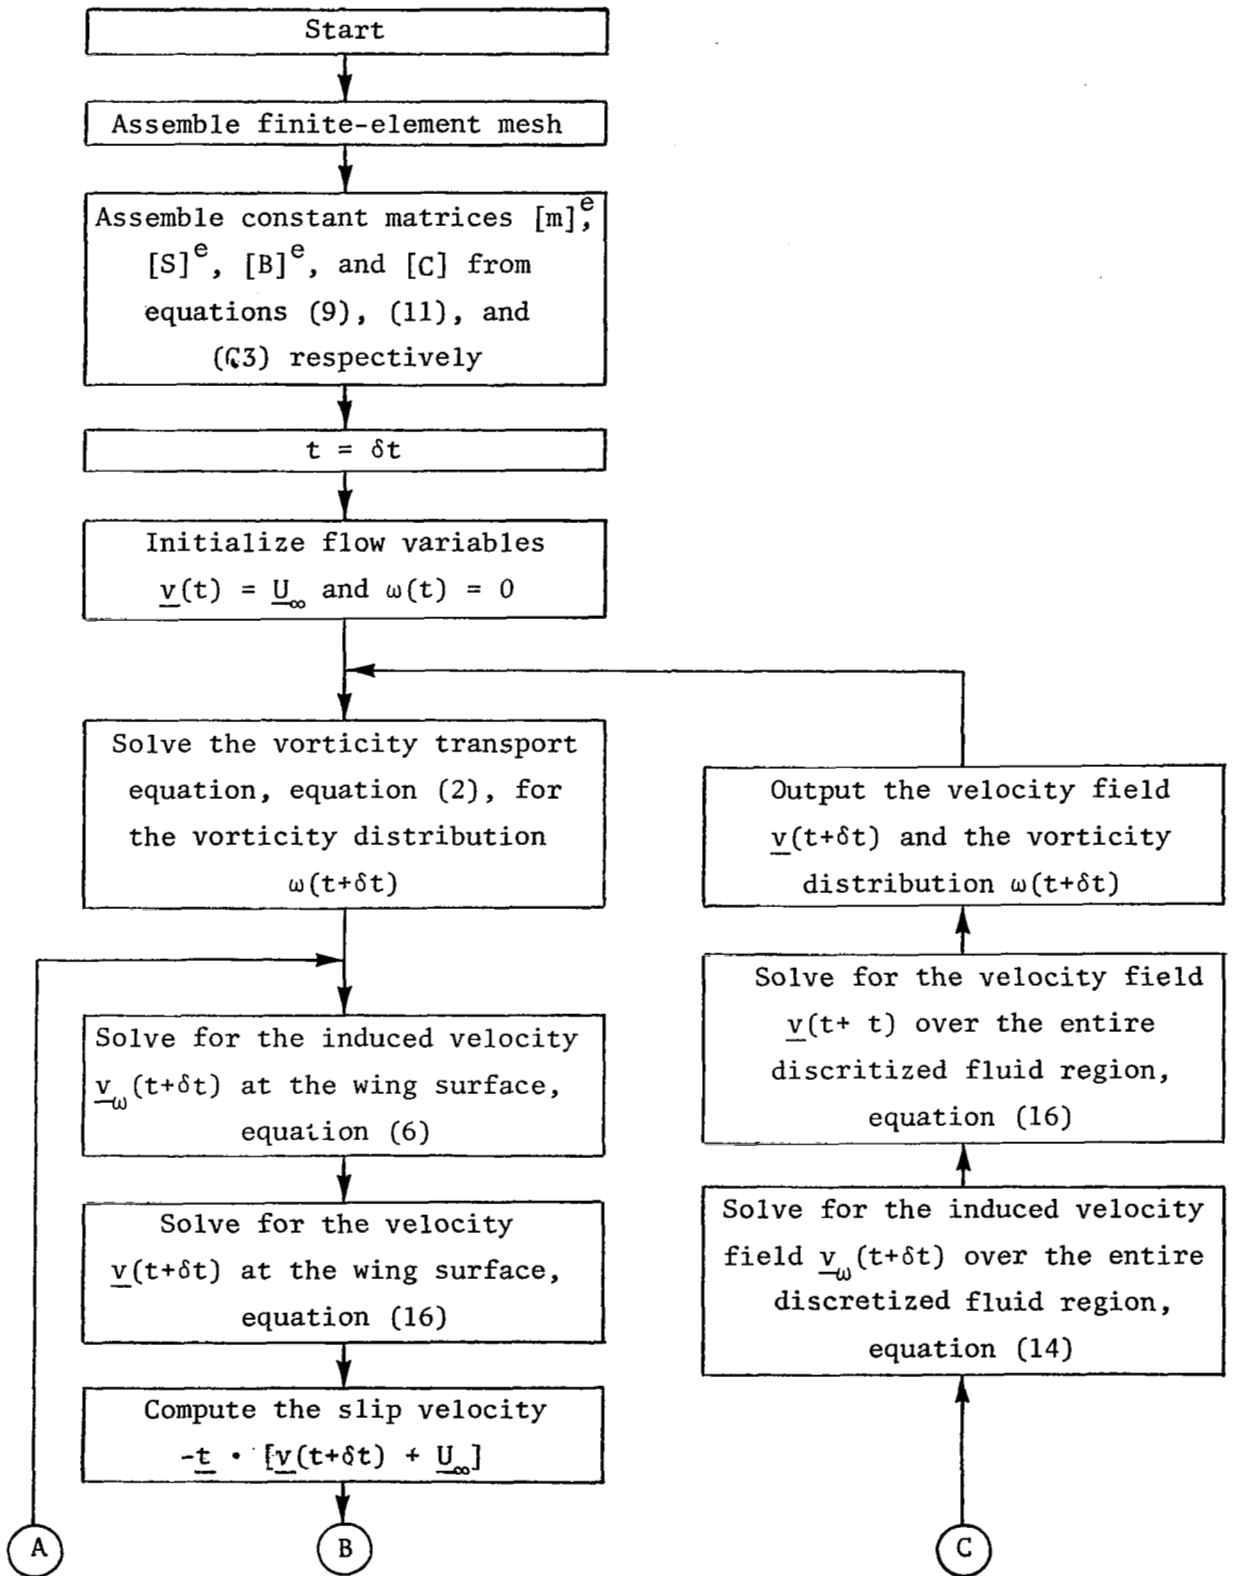 Start
Assemble finite-element mesh
Assemble constant matrices [m]ᵉ,
[S]ᵉ, [B]ᵉ, and [C] from
equations (9), (11), and
(C3) respectively
t = δt
Initialize flow variables
v(t) = U∞ and ω(t) = 0
Solve the vorticity transport
equation, equation (2), for
the vorticity distribution
ω(t+δt)
Solve for the induced velocity
v_ω(t+δt) at the wing surface,
equation (6)
Solve for the velocity
v(t+δt) at the wing surface,
equation (16)
Compute the slip velocity
-t · [v(t+δt) + U∞]
A
B
Output the velocity field
v(t+δt) and the vorticity
distribution ω(t+δt)
Solve for the velocity field
v(t+ t) over the entire
discritized fluid region,
equation (16)
Solve for the induced velocity
field v_ω(t+δt) over the entire
discretized fluid region,
equation (14)
C